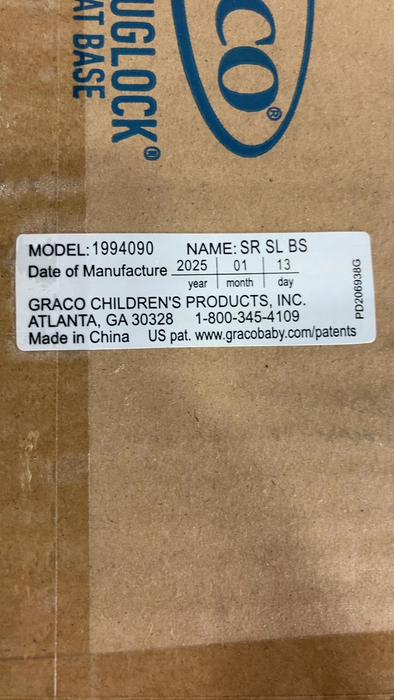 UGLOCK®
AT BASE
CO®
MODEL: 1994090 NAME: SR SL BS
Date of Manufacture 2025 01 13
year month day
GRACO CHILDREN'S PRODUCTS, INC.
ATLANTA, GA 30328 1-800-345-4109
Made in China US pat. www.gracobaby.com/patents
PD206938G